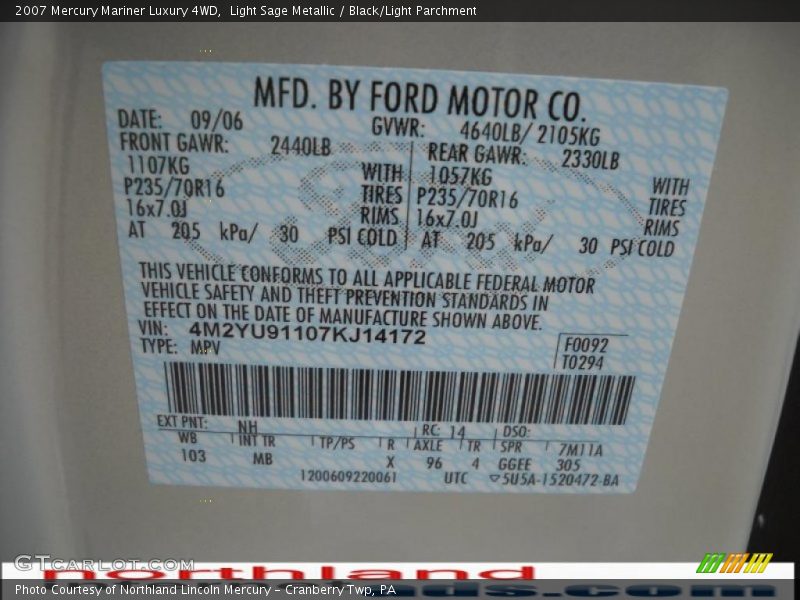 2007 Mercury Mariner Luxury 4WD,  Light Sage Metallic / Black/Light Parchment
MFD. BY FORD MOTOR CO.
DATE: 09/06 GVWR: 4640LB/ 2105KG
FRONT GAWR: 2440LB REAR GAWR: 2330LB
1107KG WITH 1057KG WITH
P235/70R16 TIRES P235/70R16 TIRES
16x7.0J RIMS 16x7.0J RIMS
AT 205 kPa/ 30 PSI COLD AT 205 kPa/ 30 PSI COLD
THIS VEHICLE CONFORMS TO ALL APPLICABLE FEDERAL MOTOR
VEHICLE SAFETY AND THEFT PREVENTION STANDARDS IN
EFFECT ON THE DATE OF MANUFACTURE SHOWN ABOVE.
VIN: 4M2YU91107KJ14172 F0092
TYPE: MPV T0294
EXT PNT: NH RC: 14 DSO:
WB INT TR TP/PS R AXLE TR SPR 7M11A
103 MB X 96 4 GGEE 305
1200609220061 UTC ▽5U5A-1520472-BA
GTCarLot.com
northland
Photo Courtesy of Northland Lincoln Mercury - Cranberry Twp, PA